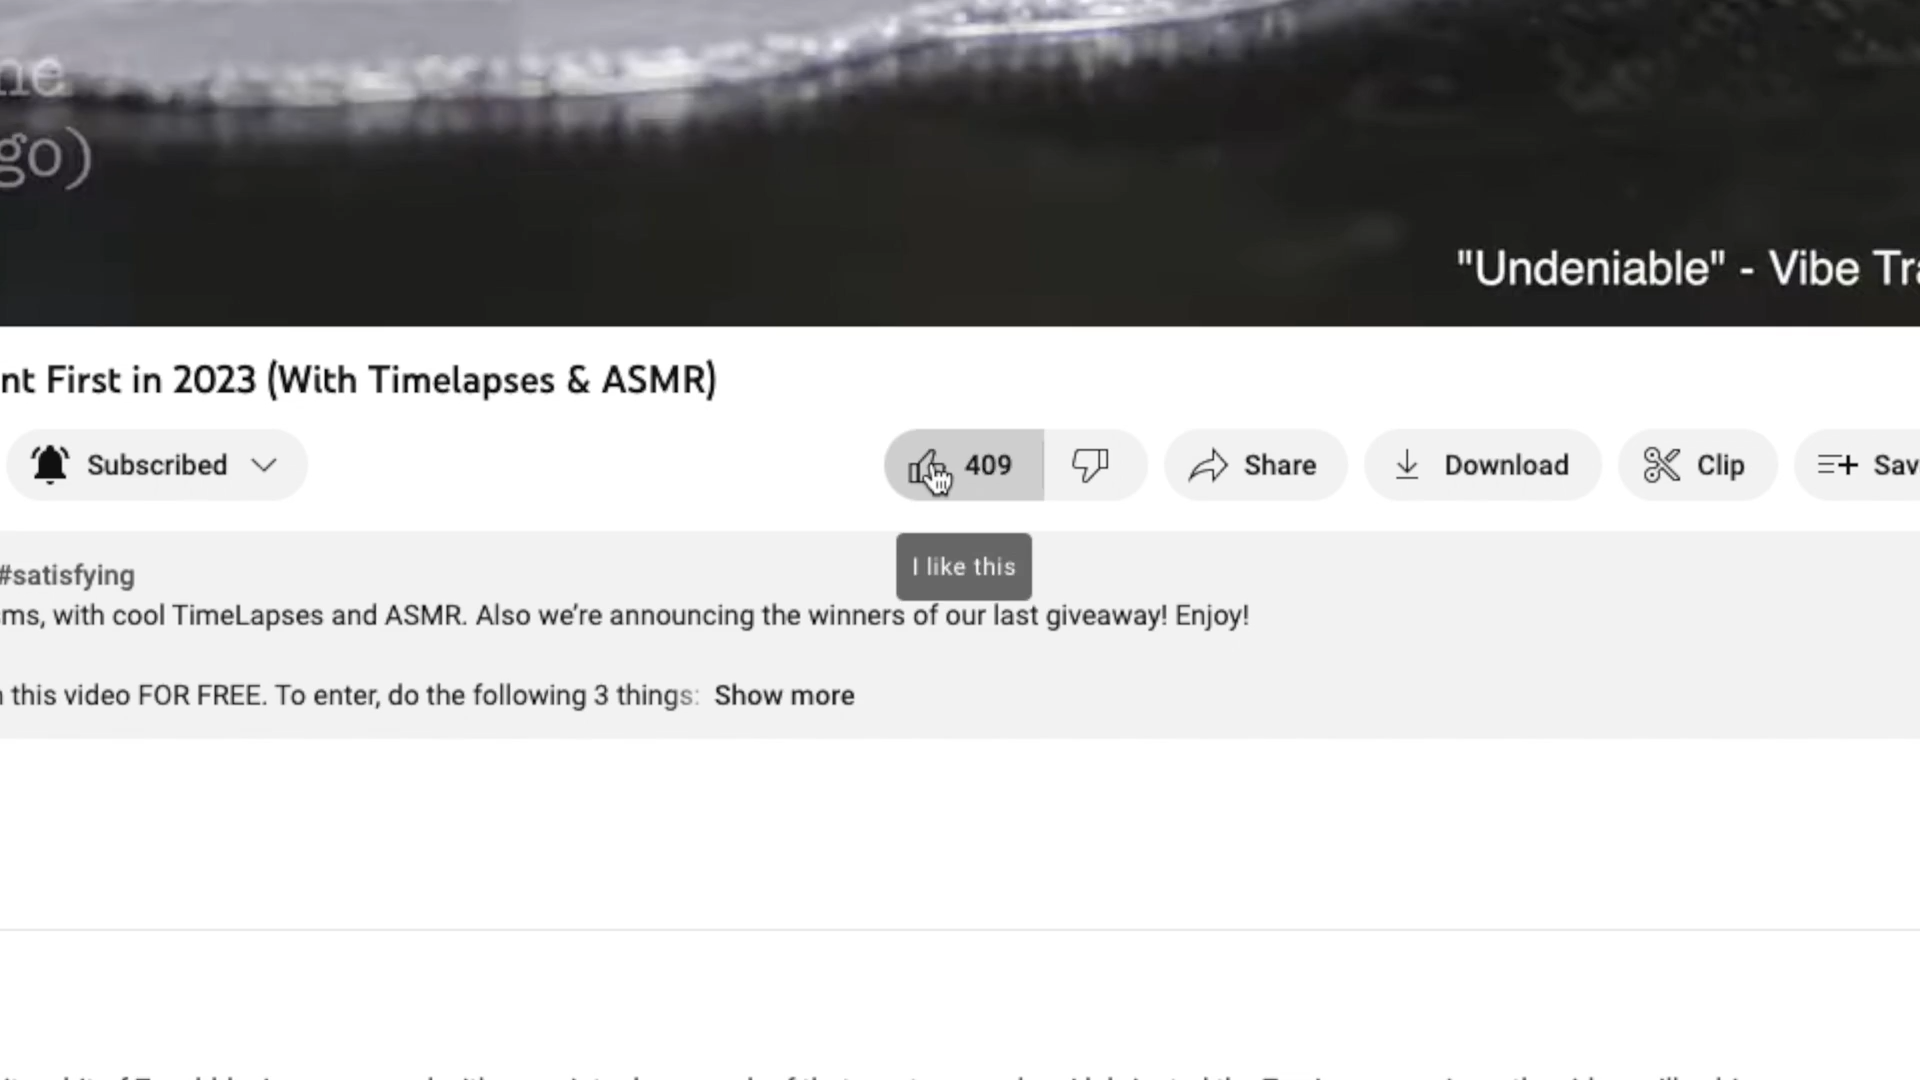 ne
go)
"Undeniable" - Vibe
nt First in 2023 (With Timelapses & ASMR)
Subscribed
409
Share
Download
Clip
Sav
I like this
#satisfying
ms, with cool TimeLapses and ASMR. Also we're announcing the winners of our last giveaway! Enjoy!
this video FOR FREE. To enter, do the following 3 things: Show more